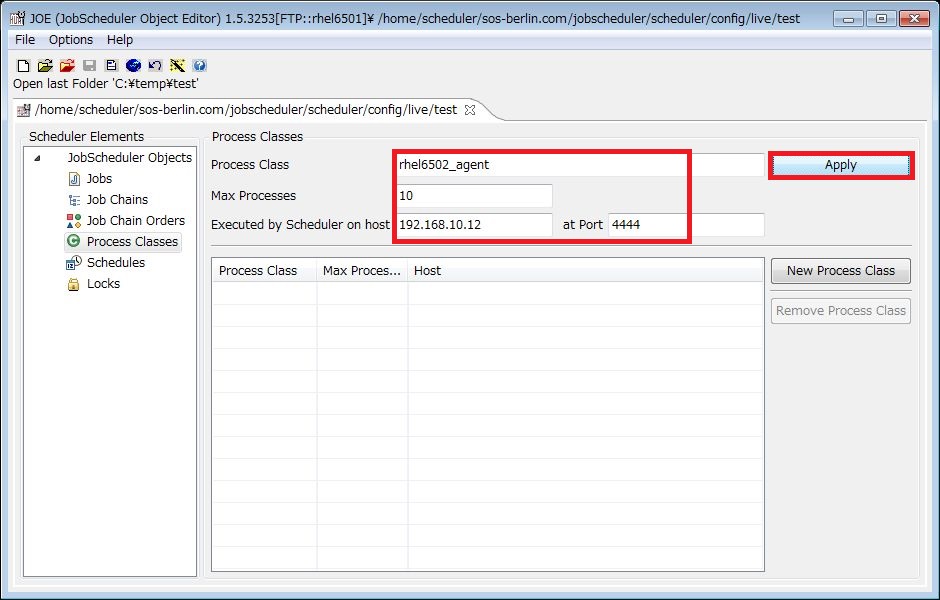 JOE (JobScheduler Object Editor) 1.5.3253[FTP::rhel6501]¥ /home/scheduler/sos-berlin.com/jobscheduler/scheduler/config/live/test
File Options Help
Open last Folder 'C:¥temp¥test'
/home/scheduler/sos-berlin.com/jobscheduler/scheduler/config/live/test
Scheduler Elements
JobScheduler Objects
Jobs
Job Chains
Job Chain Orders
Process Classes
Schedules
Locks
Process Classes
Process Class rhel6502_agent Apply
Max Processes 10
Executed by Scheduler on host 192.168.10.12 at Port 4444
Process Class Max Proces... Host
New Process Class
Remove Process Class